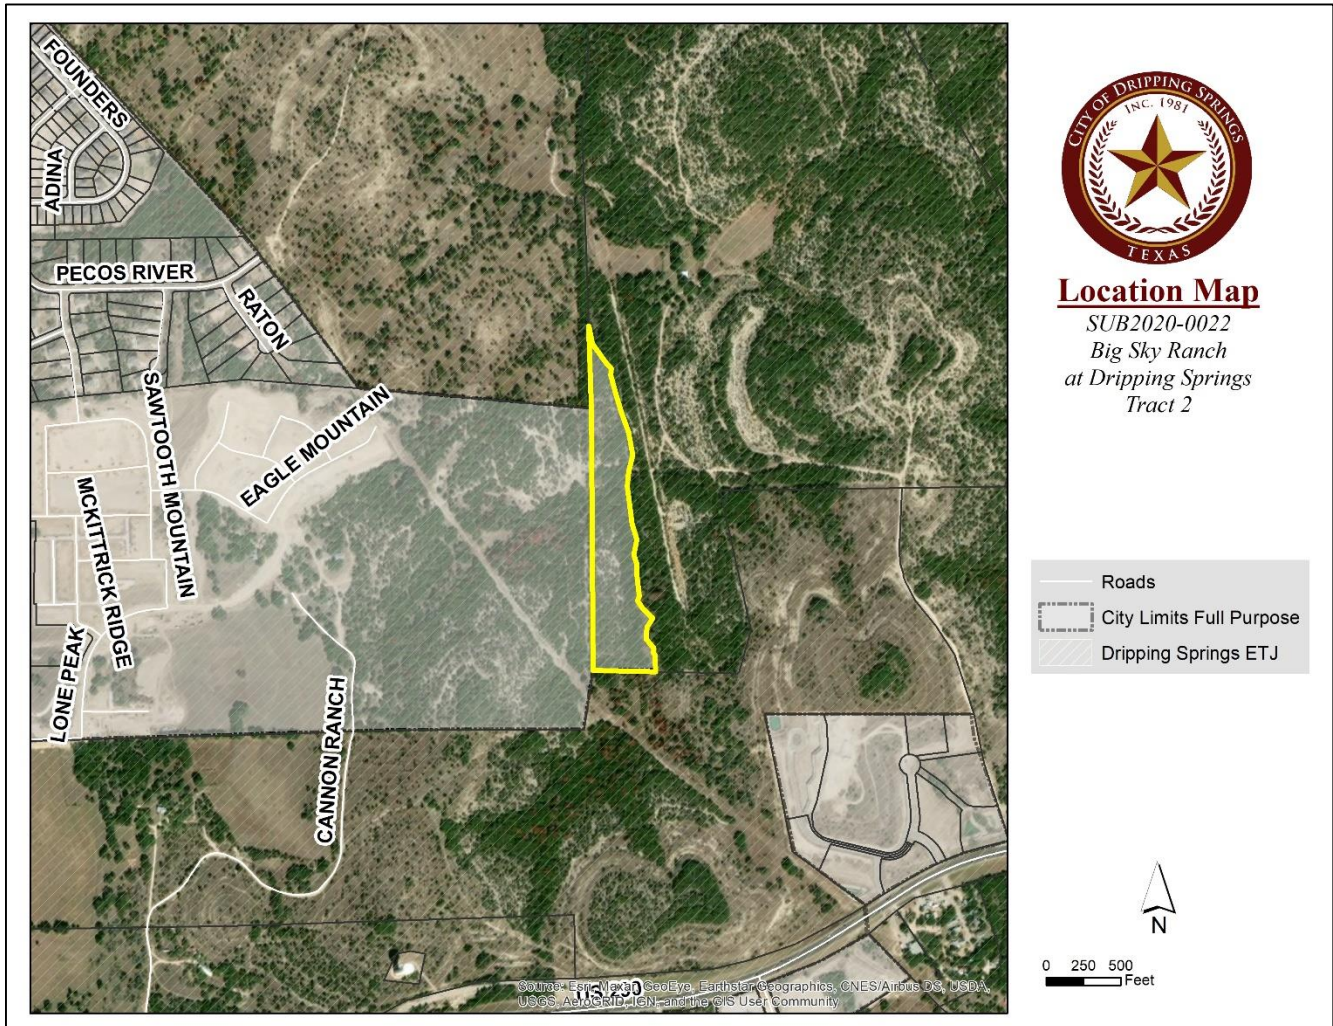 FOUNDERS
ADINA
PECOS RIVER
RATON
SAWTOOTH MOUNTAIN
EAGLE MOUNTAIN
MCKITTRICK RIDGE
LONE PEAK
CANNON RANCH
US 290
Source: Esri, Maxar, GeoEye, Earthstar Geographics, CNES/Airbus DS, USDA,
USGS, AeroGRID, IGN, and the GIS User Community
CITY OF DRIPPING SPRINGS
INC. 1981
TEXAS
Location Map
SUB2020-0022
Big Sky Ranch
at Dripping Springs
Tract 2
Roads
City Limits Full Purpose
Dripping Springs ETJ
N
0 250 500
Feet